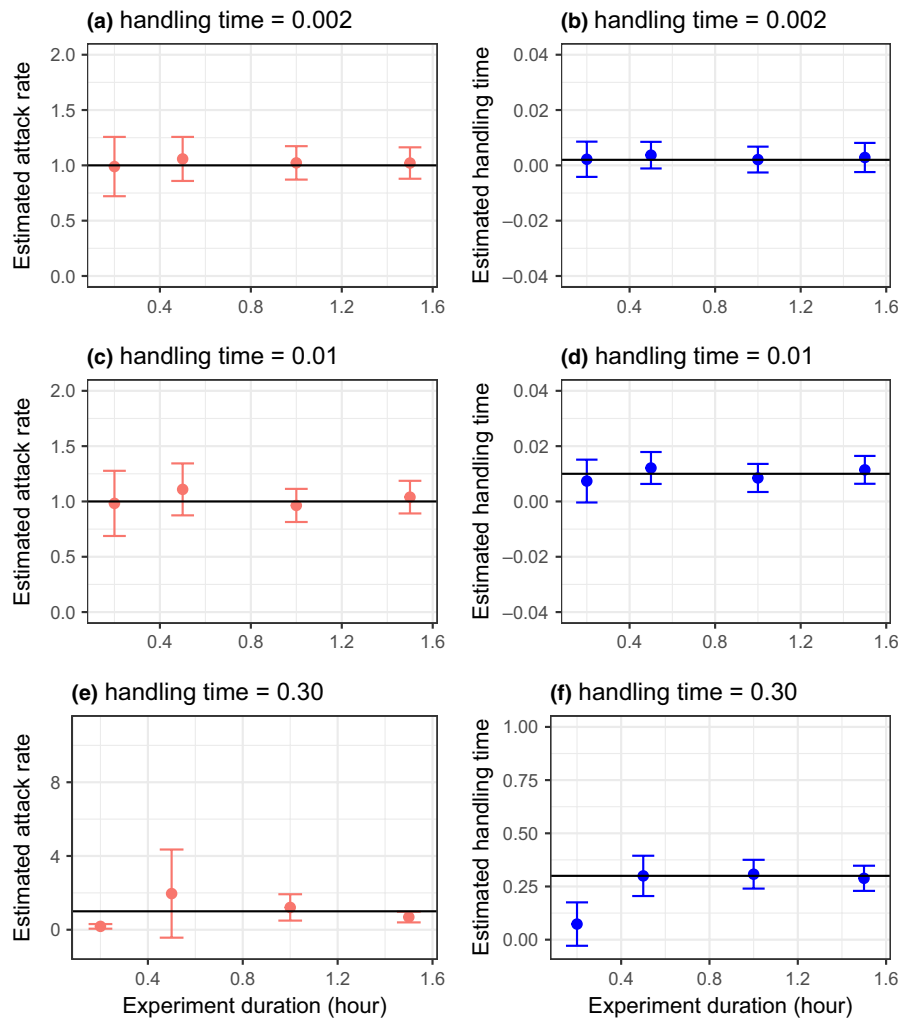 (a) handling time = 0.002
Estimated attack rate
2.0
1.5
1.0
0.5
0.0
0.4 0.8 1.2 1.6
(b) handling time = 0.002
Estimated handling time
0.04
0.02
0.00
−0.02
−0.04
0.4 0.8 1.2 1.6
(c) handling time = 0.01
Estimated attack rate
2.0
1.5
1.0
0.5
0.0
0.4 0.8 1.2 1.6
(d) handling time = 0.01
Estimated handling time
0.04
0.02
0.00
−0.02
−0.04
0.4 0.8 1.2 1.6
(e) handling time = 0.30
Estimated attack rate
8
4
0
0.4 0.8 1.2 1.6
Experiment duration (hour)
(f) handling time = 0.30
Estimated handling time
1.00
0.75
0.50
0.25
0.00
0.4 0.8 1.2 1.6
Experiment duration (hour)